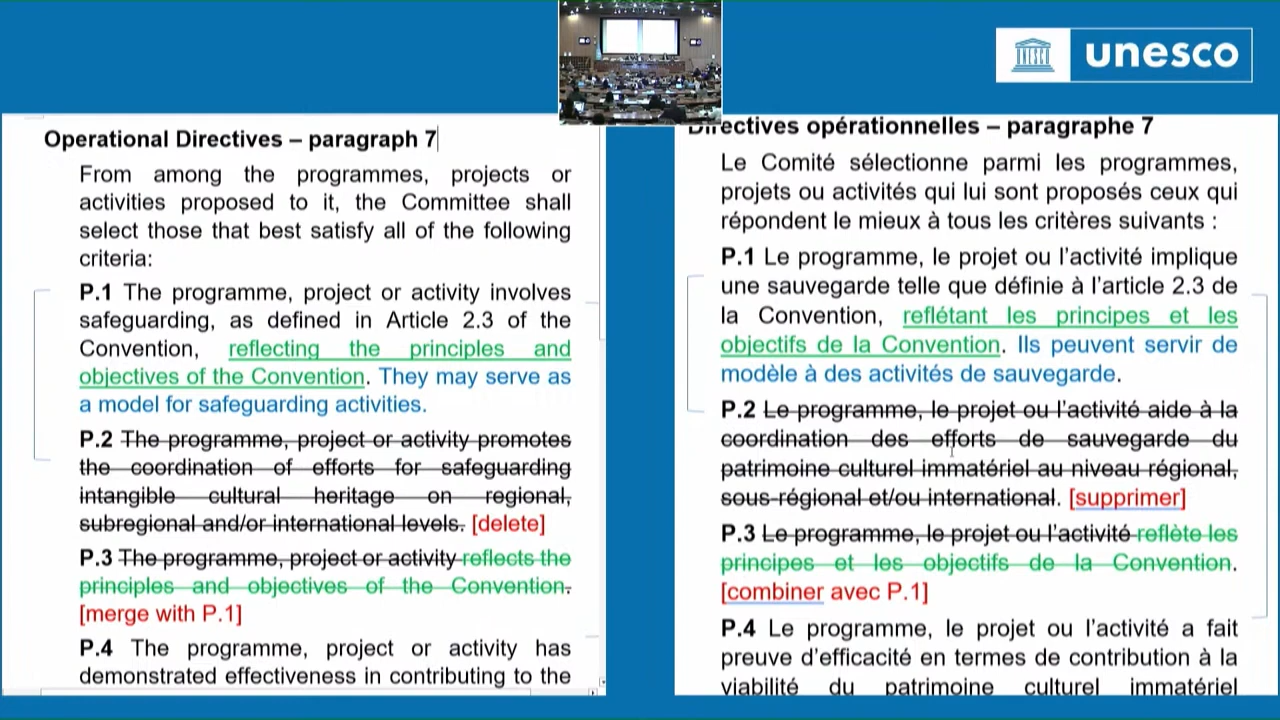 unesco
Operational Directives – paragraph 7
From among the programmes, projects or
activities proposed to it, the Committee shall
select those that best satisfy all of the following
criteria:
P.1 The programme, project or activity involves
safeguarding, as defined in Article 2.3 of the
Convention, reflecting the principles and
objectives of the Convention. They may serve as
a model for safeguarding activities.
P.2 The programme, project or activity promotes
the coordination of efforts for safeguarding
intangible cultural heritage on regional,
subregional and/or international levels. [delete]
P.3 The programme, project or activity reflects the
principles and objectives of the Convention.
[merge with P.1]
P.4 The programme, project or activity has
demonstrated effectiveness in contributing to the
Directives opérationnelles – paragraphe 7
Le Comité sélectionne parmi les programmes,
projets ou activités qui lui sont proposés ceux qui
répondent le mieux à tous les critères suivants :
P.1 Le programme, le projet ou l'activité implique
une sauvegarde telle que définie à l'article 2.3 de
la Convention, reflétant les principes et les
objectifs de la Convention. Ils peuvent servir de
modèle à des activités de sauvegarde.
P.2 Le programme, le projet ou l'activité aide à la
coordination des efforts de sauvegarde du
patrimoine culturel immatériel au niveau régional,
sous-régional et/ou international. [supprimer]
P.3 Le programme, le projet ou l'activité reflète les
principes et les objectifs de la Convention.
[combiner avec P.1]
P.4 Le programme, le projet ou l'activité a fait
preuve d'efficacité en termes de contribution à la
viabilité du patrimoine culturel immatériel